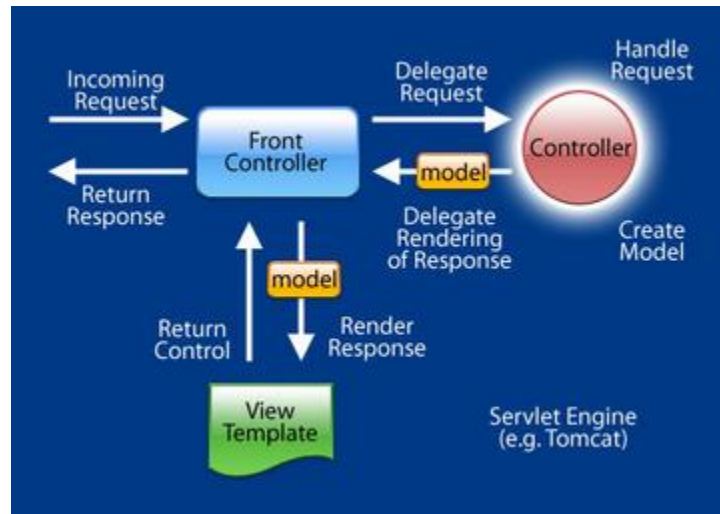 Incoming
Request
Delegate
Request
Handle
Request
Front
Controller
Controller
model
Return
Response
Delegate
Rendering
of Response
Create
Model
model
Return
Control
Render
Response
View
Template
Servlet Engine
(e.g. Tomcat)